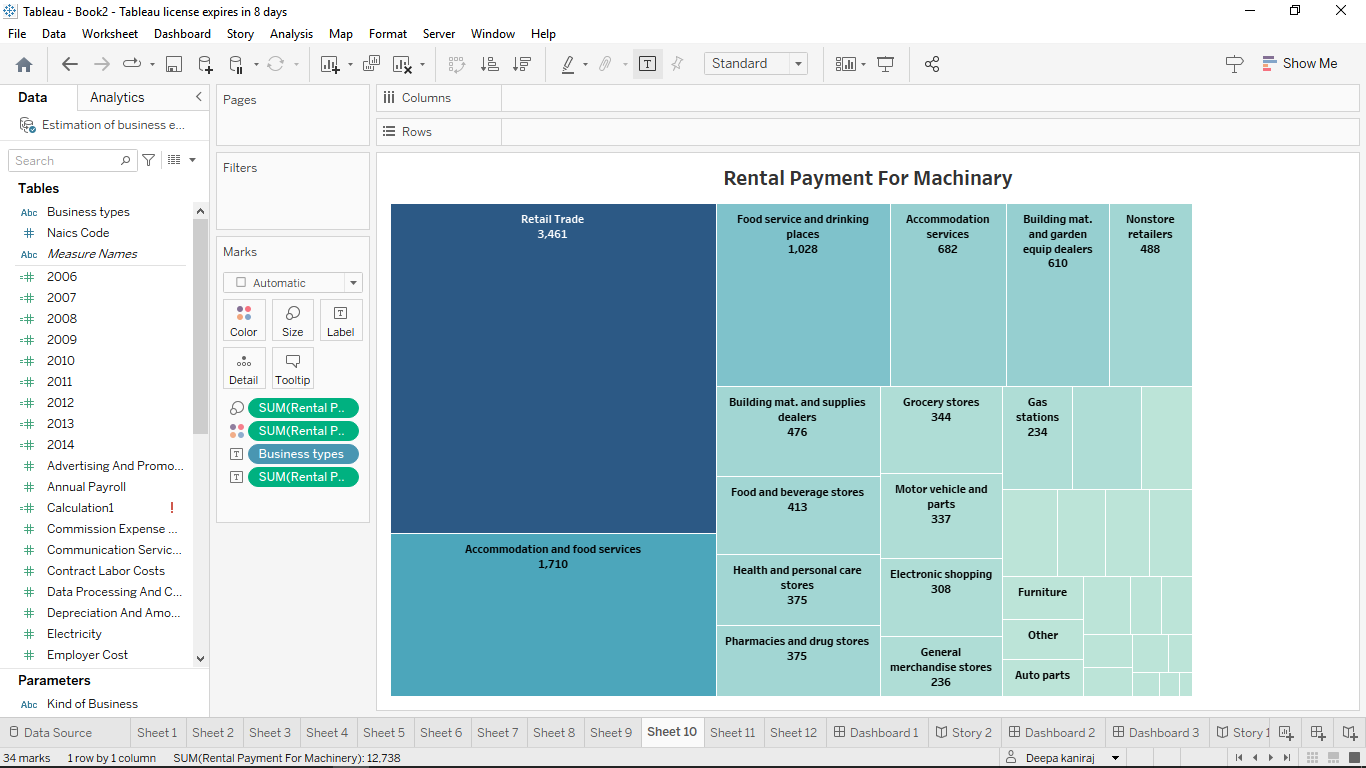 Tableau - Book2 - Tableau license expires in 8 days
File Data Worksheet Dashboard Story Analysis Map Format Server Window Help
Standard
Show Me
Data Analytics
Estimation of business e...
Search
Tables
Abc Business types
# Naics Code
Abc Measure Names
=# 2006
=# 2007
=# 2008
=# 2009
=# 2010
=# 2011
=# 2012
=# 2013
=# 2014
# Advertising And Promo...
# Annual Payroll
# Calculation1 !
# Commission Expense ...
# Communication Servic...
# Contract Labor Costs
# Data Processing And C...
# Depreciation And Amo...
# Electricity
# Employer Cost
Parameters
Abc Kind of Business
Pages
Filters
Marks
Automatic
Color Size Label
Detail Tooltip
SUM(Rental P..
SUM(Rental P..
Business types
SUM(Rental P..
Columns
Rows
Rental Payment For Machinary
Retail Trade
3,461
Accommodation and food services
1,710
Food service and drinking
places
1,028
Accommodation
services
682
Building mat.
and garden
equip dealers
610
Nonstore
retailers
488
Building mat. and supplies
dealers
476
Food and beverage stores
413
Health and personal care
stores
375
Pharmacies and drug stores
375
Grocery stores
344
Motor vehicle and
parts
337
Electronic shopping
308
General
merchandise stores
236
Gas
stations
234
Furniture
Other
Auto parts
Data Source Sheet 1 Sheet 2 Sheet 3 Sheet 4 Sheet 5 Sheet 6 Sheet 7 Sheet 8 Sheet 9 Sheet 10 Sheet 11 Sheet 12 Dashboard 1 Story 2 Dashboard 2 Dashboard 3 Story 1
34 marks 1 row by 1 column SUM(Rental Payment For Machinery): 12,738 Deepa kaniraj